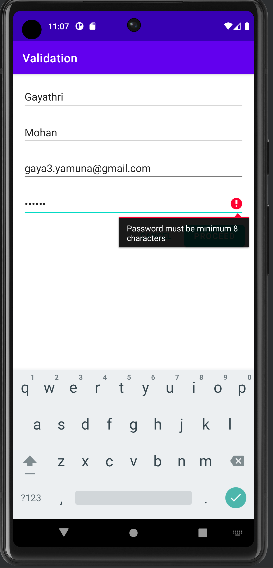 11:07
Validation
Gayathri
Mohan
gaya3.yamuna@gmail.com
••••••
Password must be minimum 8
characters
1 2 3 4 5 6 7 8 9 0
q w e r t y u i o p
a s d f g h j k l
z x c v b n m
?123 , .